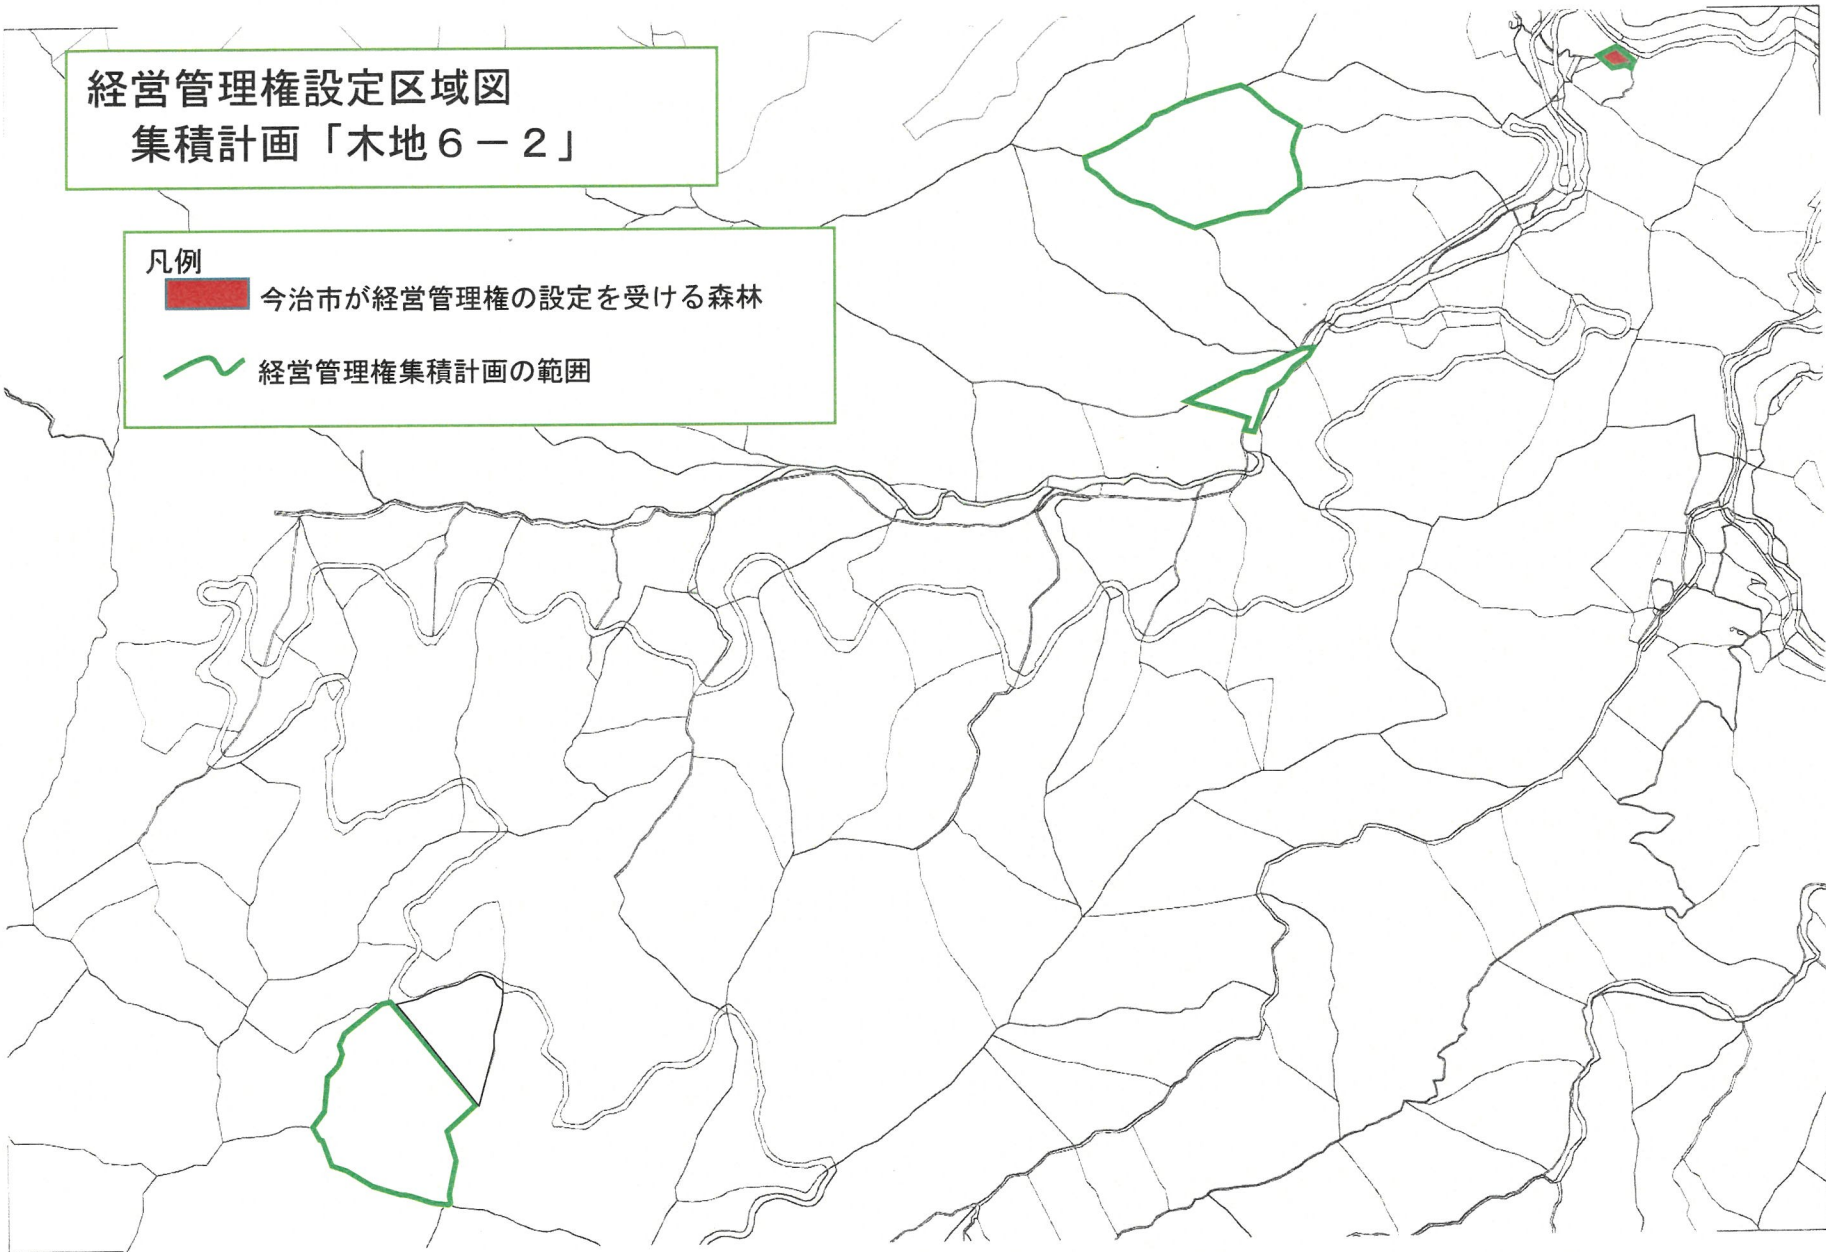 経営管理権設定区域図
集積計画「木地6－2」
凡例
今治市が経営管理権の設定を受ける森林
経営管理権集積計画の範囲